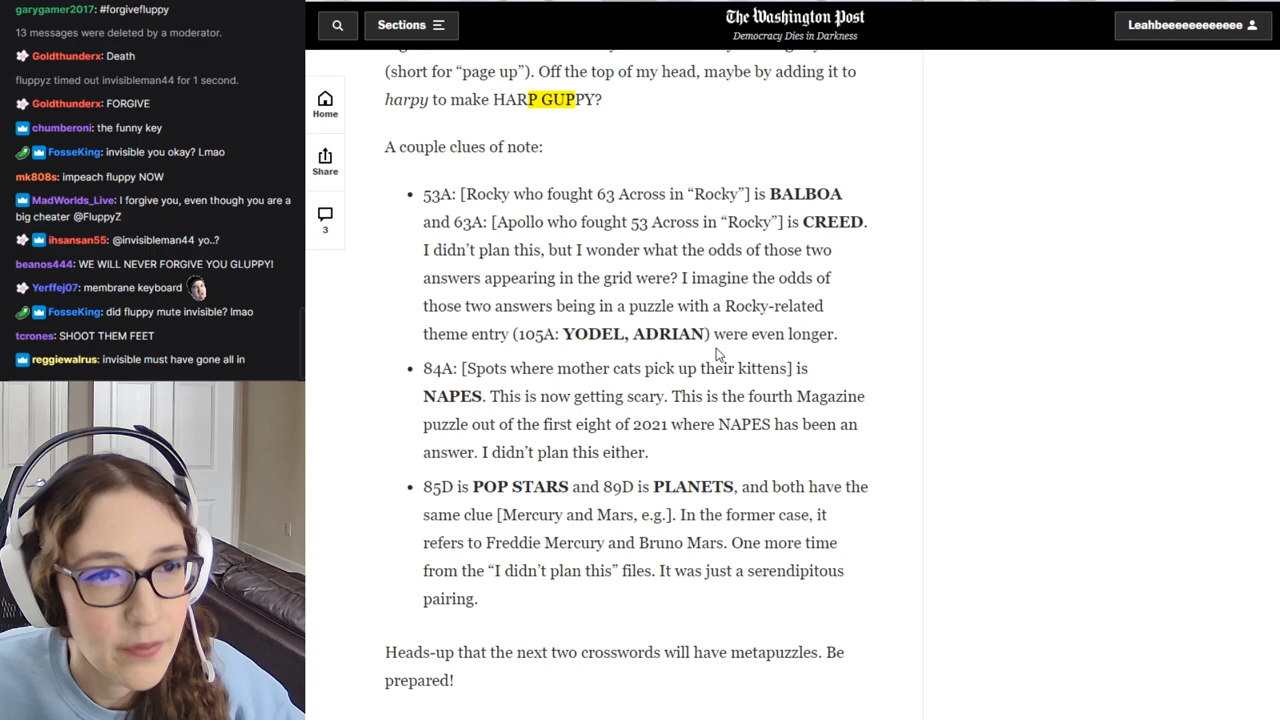 garygamer2017: #forgivefluppy
13 messages were deleted by a moderator.
Goldthunderx: Death
fluppyz timed out invisibleman44 for 1 second.
Goldthunderx: FORGIVE
chumberoni: the funny key
FosseKing: invisible you okay? Lmao
mk808s: impeach fluppy NOW
MadWorlds_Live: I forgive you, even though you are a
big cheater @FluppyZ
ihsansan55: @invisibleman44 yo..?
beanos444: WE WILL NEVER FORGIVE YOU GLUPPY!
Yerffej07: membrane keyboard
FosseKing: did fluppy mute invisible? lmao
tcrones: SHOOT THEM FEET
reggiewalrus: invisible must have gone all in
Sections
The Washington Post
Democracy Dies in Darkness
Leahbeeeeeeeeeeee
Home
Share
3
(short for “page up”). Off the top of my head, maybe by adding it to
harpy to make HARP GUPPY?
A couple clues of note:
• 53A: [Rocky who fought 63 Across in “Rocky”] is BALBOA
and 63A: [Apollo who fought 53 Across in “Rocky”] is CREED.
I didn’t plan this, but I wonder what the odds of those two
answers appearing in the grid were? I imagine the odds of
those two answers being in a puzzle with a Rocky-related
theme entry (105A: YODEL, ADRIAN) were even longer.
• 84A: [Spots where mother cats pick up their kittens] is
NAPES. This is now getting scary. This is the fourth Magazine
puzzle out of the first eight of 2021 where NAPES has been an
answer. I didn’t plan this either.
• 85D is POP STARS and 89D is PLANETS, and both have the
same clue [Mercury and Mars, e.g.]. In the former case, it
refers to Freddie Mercury and Bruno Mars. One more time
from the “I didn’t plan this” files. It was just a serendipitous
pairing.
Heads-up that the next two crosswords will have metapuzzles. Be
prepared!